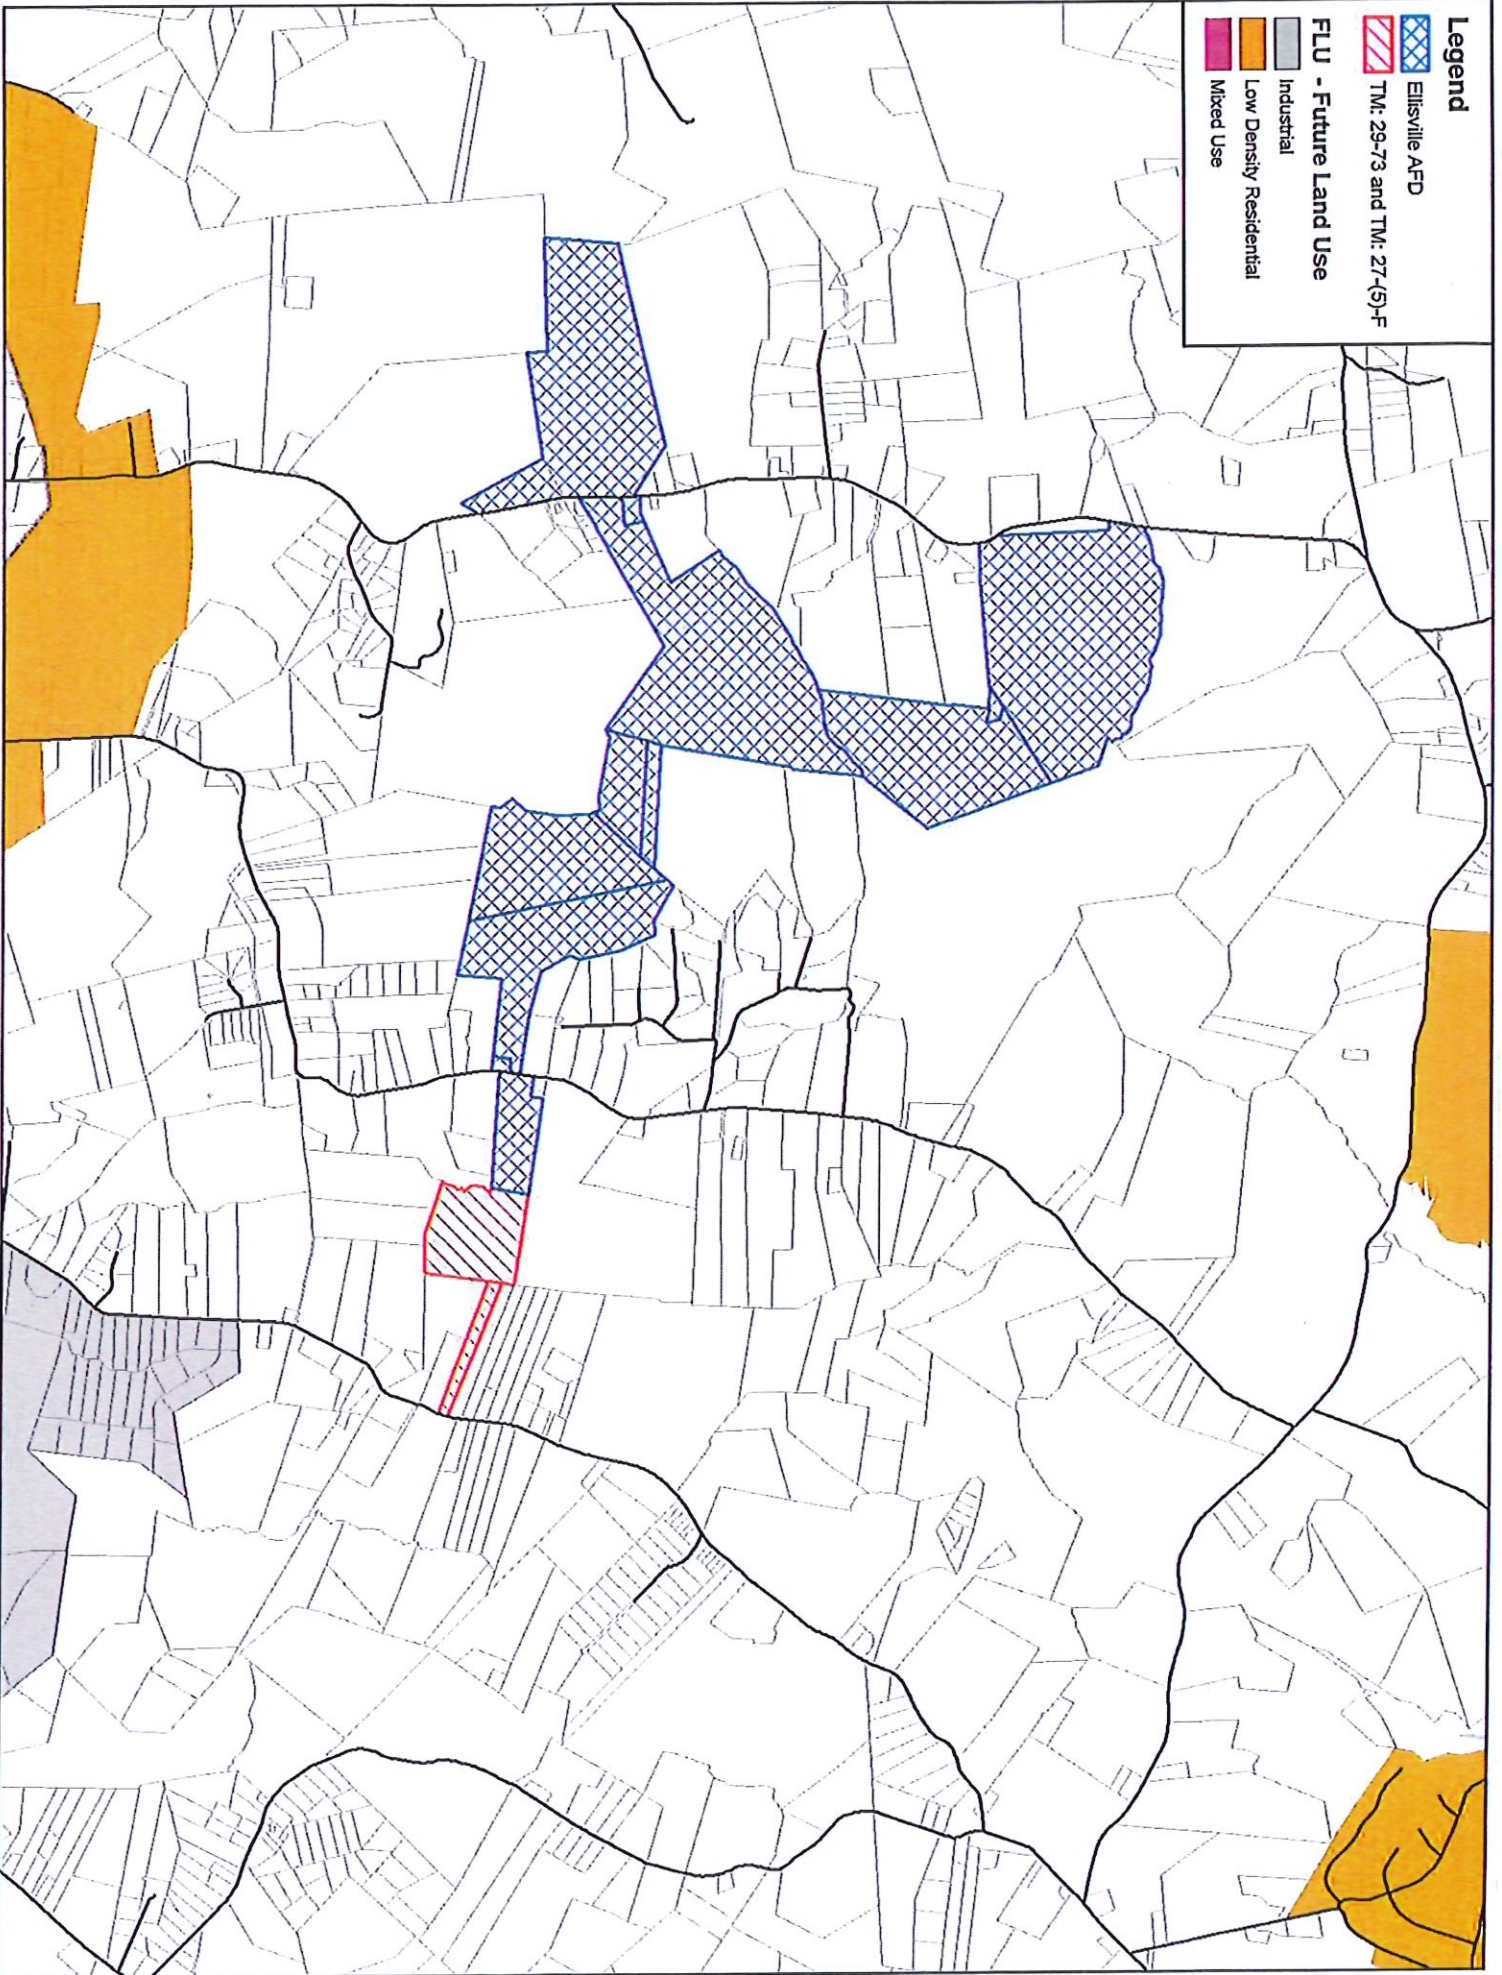 Legend
Ellisville AFD
TM: 29-73 and TM: 27-(5)-F
FLU - Future Land Use
Industrial
Low Density Residential
Mixed Use